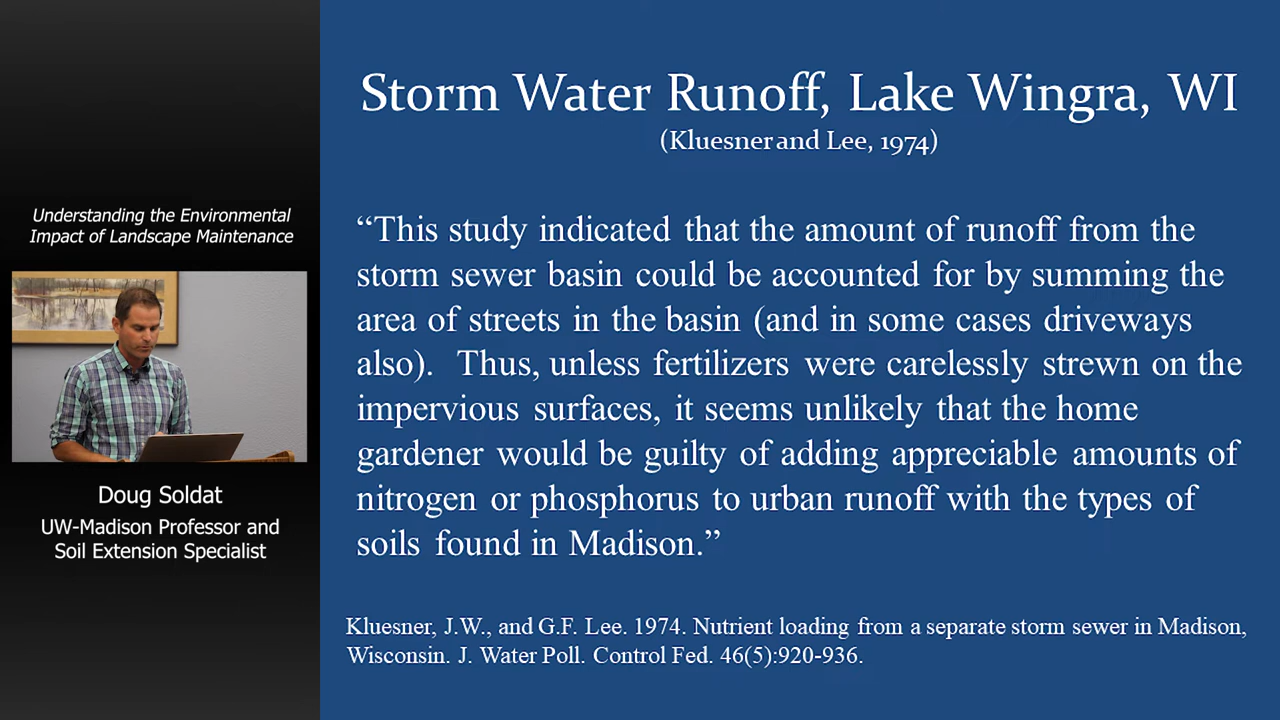 Understanding the Environmental
Impact of Landscape Maintenance
Doug Soldat
UW-Madison Professor and
Soil Extension Specialist
Storm Water Runoff, Lake Wingra, WI
(Kluesner and Lee, 1974)
“This study indicated that the amount of runoff from the
storm sewer basin could be accounted for by summing the
area of streets in the basin (and in some cases driveways
also).  Thus, unless fertilizers were carelessly strewn on the
impervious surfaces, it seems unlikely that the home
gardener would be guilty of adding appreciable amounts of
nitrogen or phosphorus to urban runoff with the types of
soils found in Madison.”
Kluesner, J.W., and G.F. Lee. 1974. Nutrient loading from a separate storm sewer in Madison,
Wisconsin. J. Water Poll. Control Fed. 46(5):920-936.